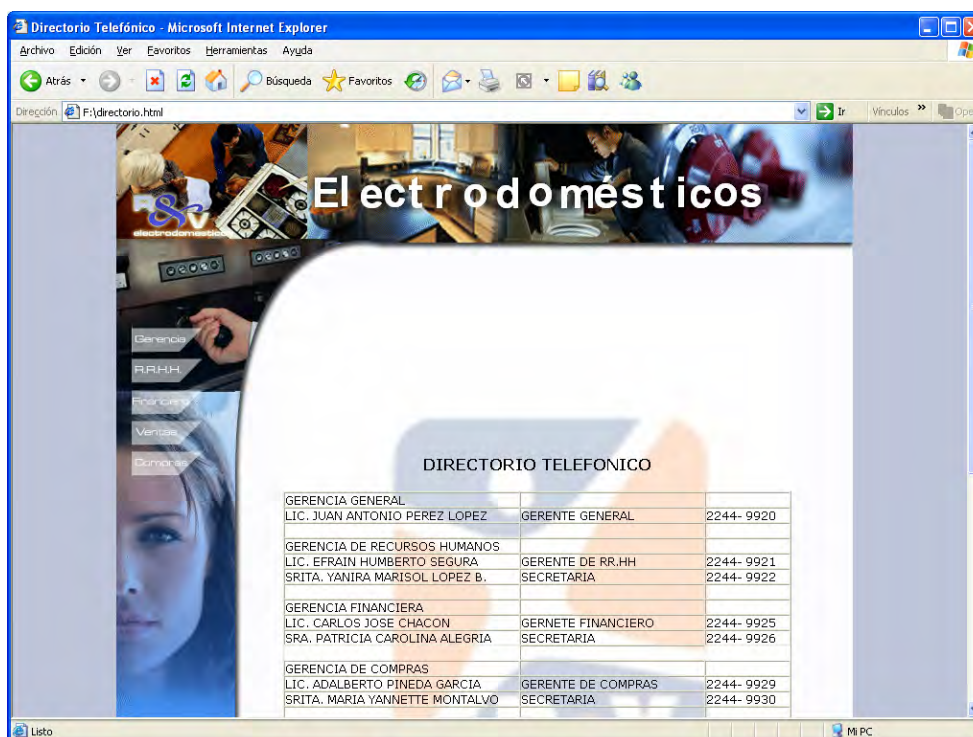 Directorio Telefónico - Microsoft Internet Explorer
Archivo Edición Ver Favoritos Herramientas Ayuda
Atrás Búsqueda Favoritos
Dirección F:\directorio.html Ir Vínculos »
R&V Electrodomésticos
electrodomesticos
Gerencia
R.R.H.H.
Financiera
Ventas
Compras
DIRECTORIO TELEFONICO
GERENCIA GENERAL
LIC. JUAN ANTONIO PEREZ LOPEZ GERENTE GENERAL 2244- 9920
GERENCIA DE RECURSOS HUMANOS
LIC. EFRAIN HUMBERTO SEGURA GERENTE DE RR.HH 2244- 9921
SRITA. YANIRA MARISOL LOPEZ B. SECRETARIA 2244- 9922
GERENCIA FINANCIERA
LIC. CARLOS JOSE CHACON GERNETE FINANCIERO 2244- 9925
SRA. PATRICIA CAROLINA ALEGRIA SECRETARIA 2244- 9926
GERENCIA DE COMPRAS
LIC. ADALBERTO PINEDA GARCIA GERENTE DE COMPRAS 2244- 9929
SRITA. MARIA YANNETTE MONTALVO SECRETARIA 2244- 9930
Listo Mi PC